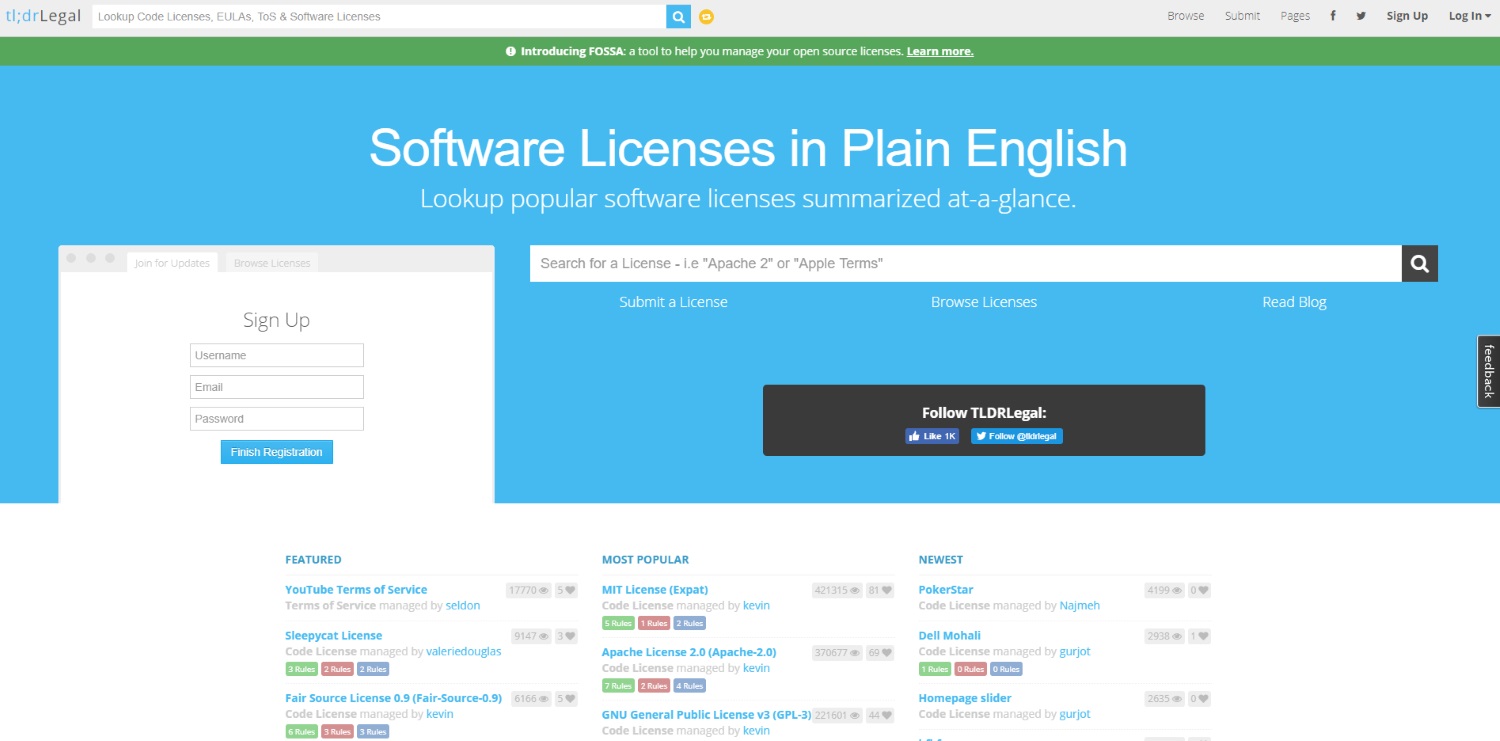 tl;drLegal
Lookup Code Licenses, EULAs, ToS & Software Licenses
Browse Submit Pages Sign Up Log In
Introducing FOSSA: a tool to help you manage your open source licenses. Learn more.
Software Licenses in Plain English
Lookup popular software licenses summarized at-a-glance.
Join for Updates Browse Licenses
Sign Up
Username
Email
Password
Finish Registration
Search for a License - i.e "Apache 2" or "Apple Terms"
Submit a License Browse Licenses Read Blog
Follow TLDRLegal:
Like 1K Follow @tldrlegal
feedback
FEATURED
YouTube Terms of Service 17770 5
Terms of Service managed by seldon
Sleepycat License 9147 3
Code License managed by valeriedouglas
3 Rules 2 Rules 2 Rules
Fair Source License 0.9 (Fair-Source-0.9) 6166 5
Code License managed by kevin
6 Rules 3 Rules 3 Rules
MOST POPULAR
MIT License (Expat) 421315 81
Code License managed by kevin
5 Rules 1 Rules 2 Rules
Apache License 2.0 (Apache-2.0) 370677 69
Code License managed by kevin
7 Rules 2 Rules 4 Rules
GNU General Public License v3 (GPL-3) 221601 44
Code License managed by kevin
NEWEST
PokerStar 4199 0
Code License managed by Najmeh
Dell Mohali 2938 1
Code License managed by gurjot
1 Rules 0 Rules 0 Rules
Homepage slider 2635 0
Code License managed by gurjot